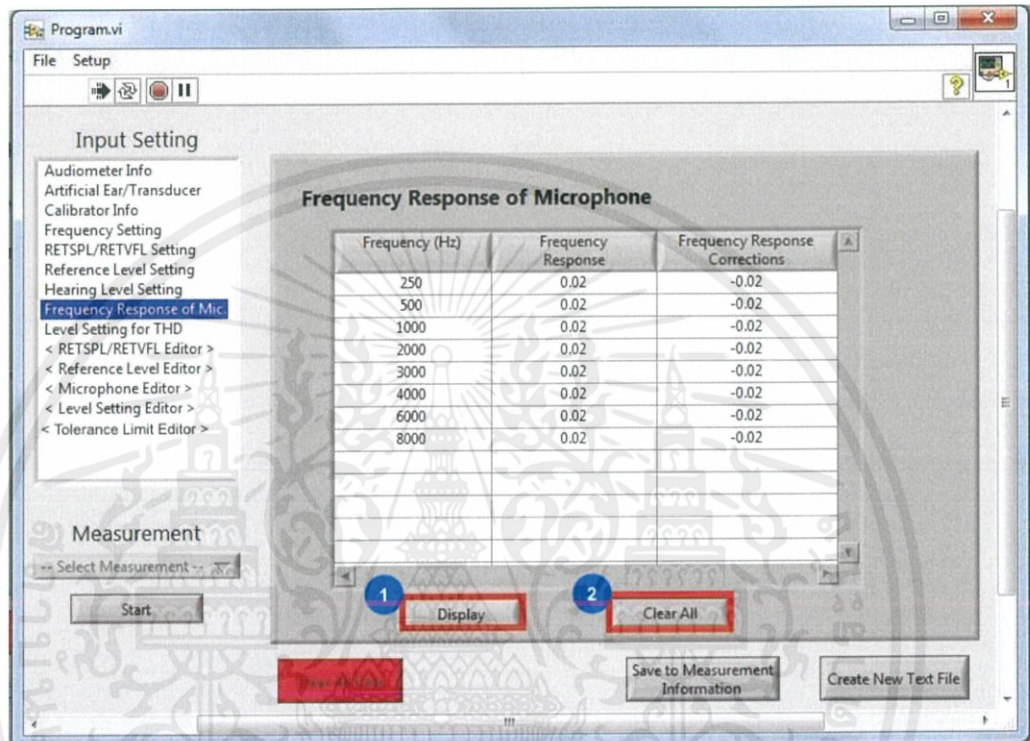 Program.vi
File Setup
Input Setting
Audiometer Info
Artificial Ear/Transducer
Calibrator Info
Frequency Setting
RETSPL/RETVFL Setting
Reference Level Setting
Hearing Level Setting
Frequency Response of Mic.
Level Setting for THD
< RETSPL/RETVFL Editor >
< Reference Level Editor >
< Microphone Editor >
< Level Setting Editor >
< Tolerance Limit Editor >
Measurement
-- Select Measurement --
Start
Frequency Response of Microphone
Frequency (Hz) Frequency Response Frequency Response Corrections
250 0.02 -0.02
500 0.02 -0.02
1000 0.02 -0.02
2000 0.02 -0.02
3000 0.02 -0.02
4000 0.02 -0.02
6000 0.02 -0.02
8000 0.02 -0.02
1 Display
2 Clear All
Save to Measurement
Information
Create New Text File
1